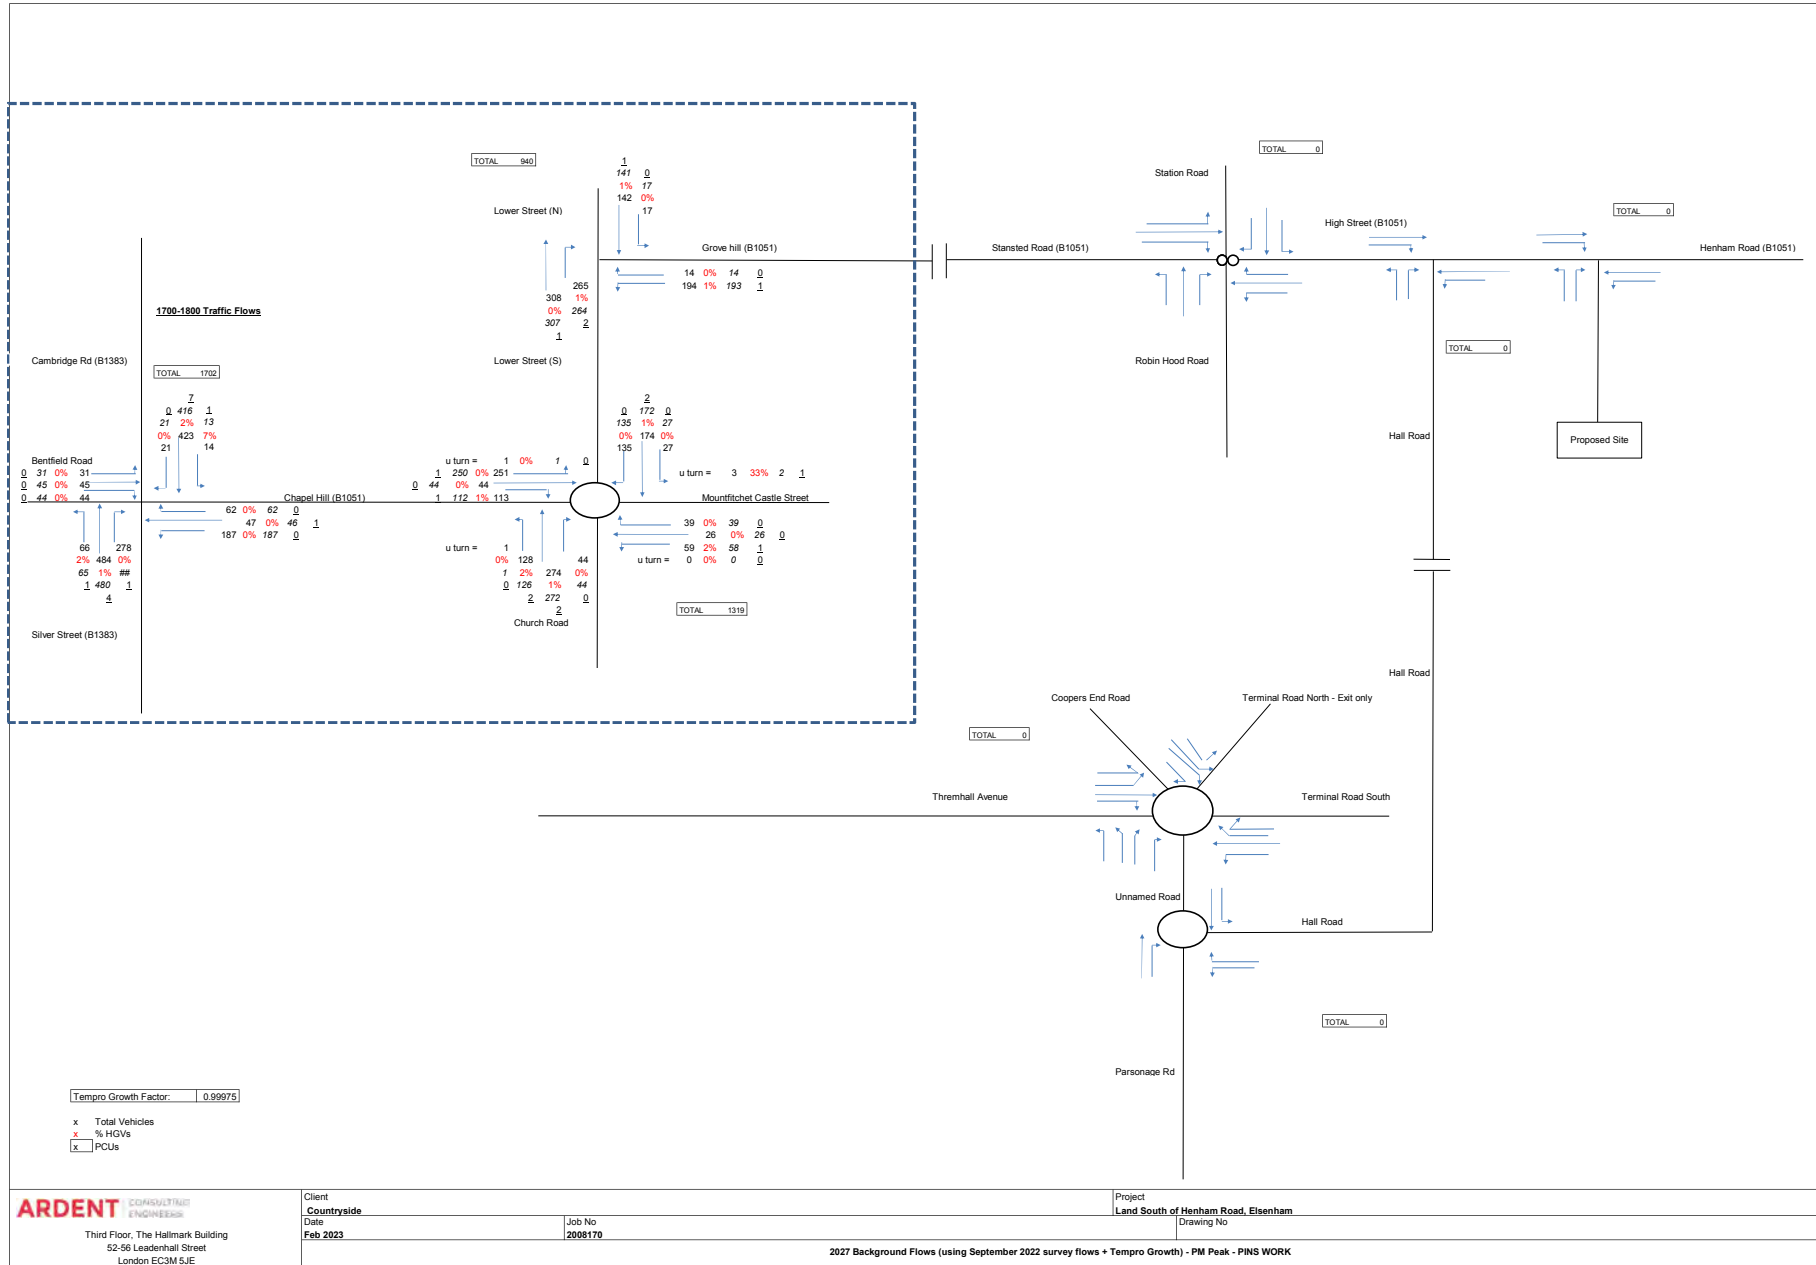 TOTAL 940
1
141 0
1% 17
142 0%
17
Lower Street (N)
Grove hill (B1051)
14 0% 14 0
194 1% 193 1
265
308 1%
0% 264
307 2
1
Lower Street (S)
1700-1800 Traffic Flows
Cambridge Rd (B1383)
TOTAL 1702
7
0 416 1
21 2% 13
0% 423 7%
21 14
Bentfield Road
0 31 0% 31
0 45 0% 45
0 44 0% 44
Chapel Hill (B1051)
62 0% 62 0
47 0% 46 1
187 0% 187 0
66 278
2% 484 0%
65 1% ##
1 480 1
4
Silver Street (B1383)
2
0 172 0
135 1% 27
0% 174 0%
135 27
u turn = 1 0% 1 0
1 250 0% 251
0 44 0% 44
1 112 1% 113
u turn = 3 33% 2 1
Mountfitchet Castle Street
39 0% 39 0
26 0% 26 0
59 2% 58 1
u turn = 0 0% 0 0
u turn = 1
0% 128 44
1 2% 274 0%
0 126 1% 44
2 272 0
2
Church Road
TOTAL 1319
TOTAL 0
Station Road
Stansted Road (B1051)
High Street (B1051)
TOTAL 0
Henham Road (B1051)
Robin Hood Road
TOTAL 0
Hall Road
Proposed Site
Hall Road
Coopers End Road
Terminal Road North - Exit only
TOTAL 0
Thremhall Avenue
Terminal Road South
Unnamed Road
Hall Road
TOTAL 0
Parsonage Rd
Tempro Growth Factor: 0.99975
x Total Vehicles
x % HGVs
x PCUs
ARDENT CONSULTING ENGINEERS
Third Floor, The Hallmark Building
52-56 Leadenhall Street
London EC3M 5JE
Client
Countryside
Project
Land South of Henham Road, Elsenham
Date
Feb 2023
Job No
2008170
Drawing No
2027 Background Flows (using September 2022 survey flows + Tempro Growth) - PM Peak - PINS WORK